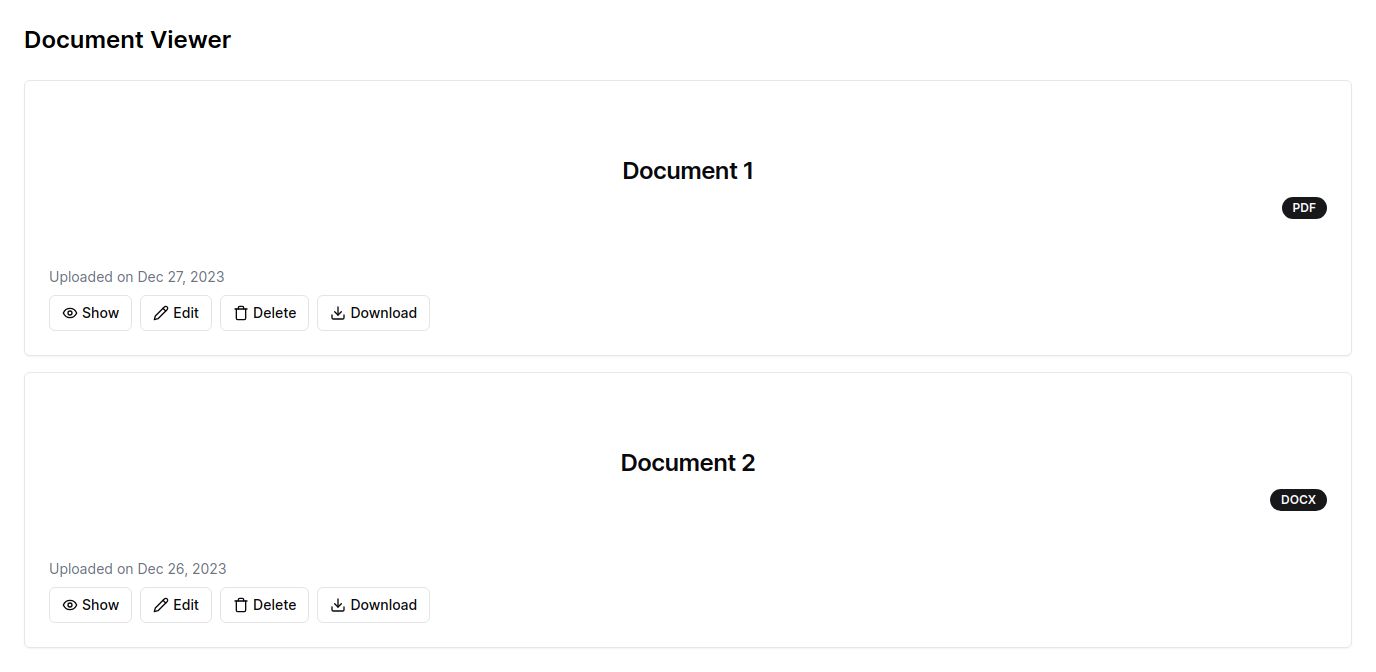 Document Viewer
Document 1
PDF
Uploaded on Dec 27, 2023
Show Edit Delete Download
Document 2
DOCX
Uploaded on Dec 26, 2023
Show Edit Delete Download